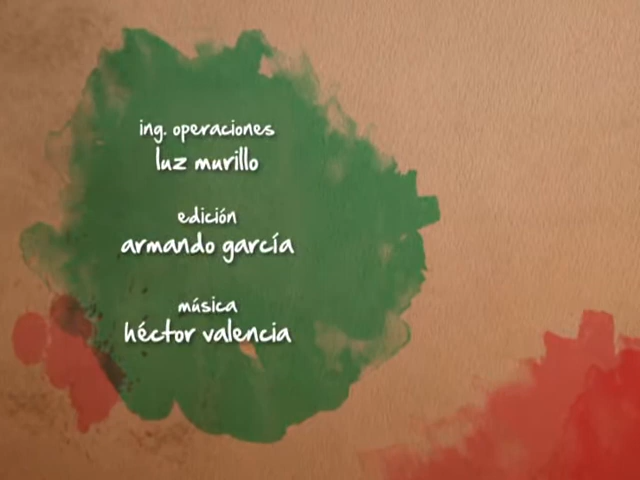 ing. operaciones
luz murillo
edición
armando garcía
música
héctor valencia